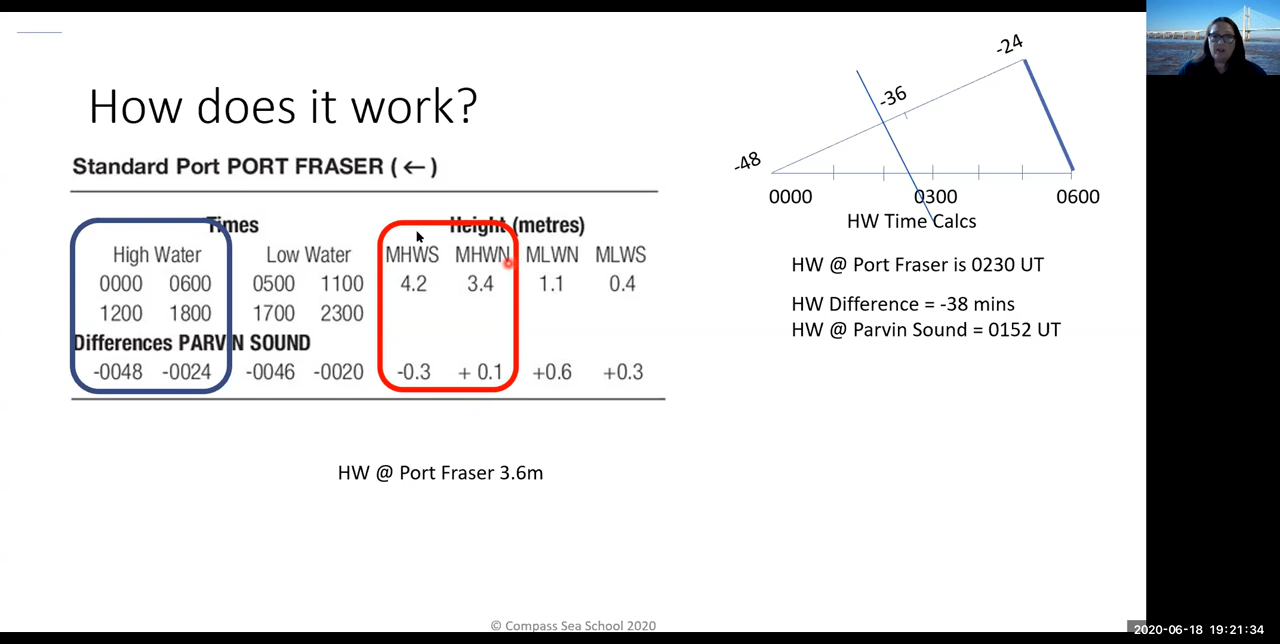 How does it work?
Standard Port PORT FRASER (←)
Times Height (metres)
High Water Low Water MHWS MHWN MLWN MLWS
0000 0600 0500 1100 4.2 3.4 1.1 0.4
1200 1800 1700 2300
Differences PARVIN SOUND
-0048 -0024 -0046 -0020 -0.3 + 0.1 +0.6 +0.3
HW @ Port Fraser 3.6m
-24
-36
-48
0000 0300 0600
HW Time Calcs
HW @ Port Fraser is 0230 UT
HW Difference = -38 mins
HW @ Parvin Sound = 0152 UT
© Compass Sea School 2020
2020-06-18 19:21:34